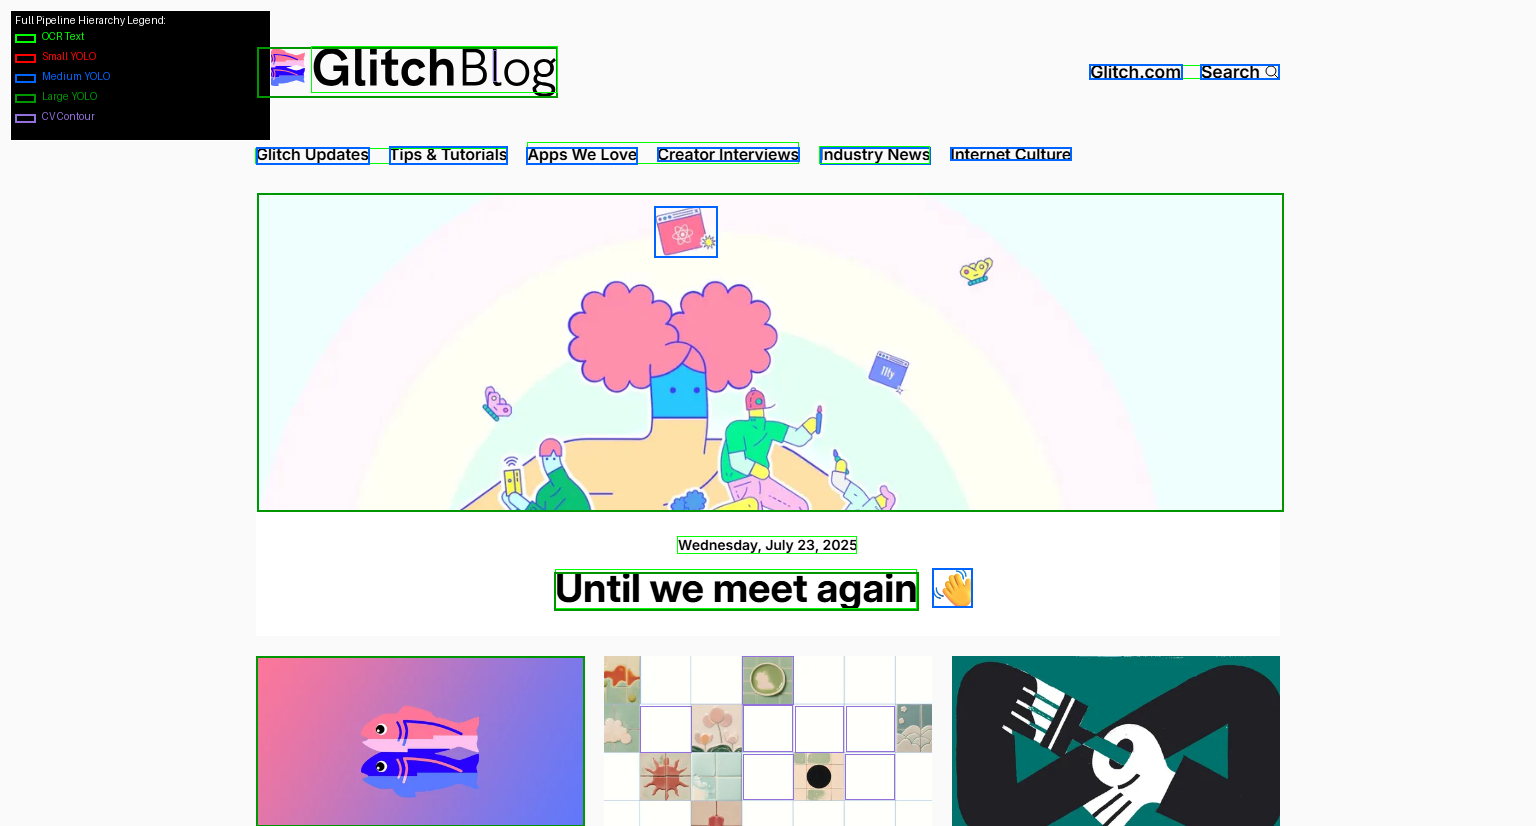 Full Pipeline Hierarchy Legend:
OCR Text
Small YOLO
Medium YOLO
Large YOLO
CV Contour
GlitchBlog
Glitch.com Search
Glitch Updates Tips & Tutorials Apps We Love Creator Interviews Industry News Internet Culture
11ty
Wednesday, July 23, 2025
Until we meet again 👋